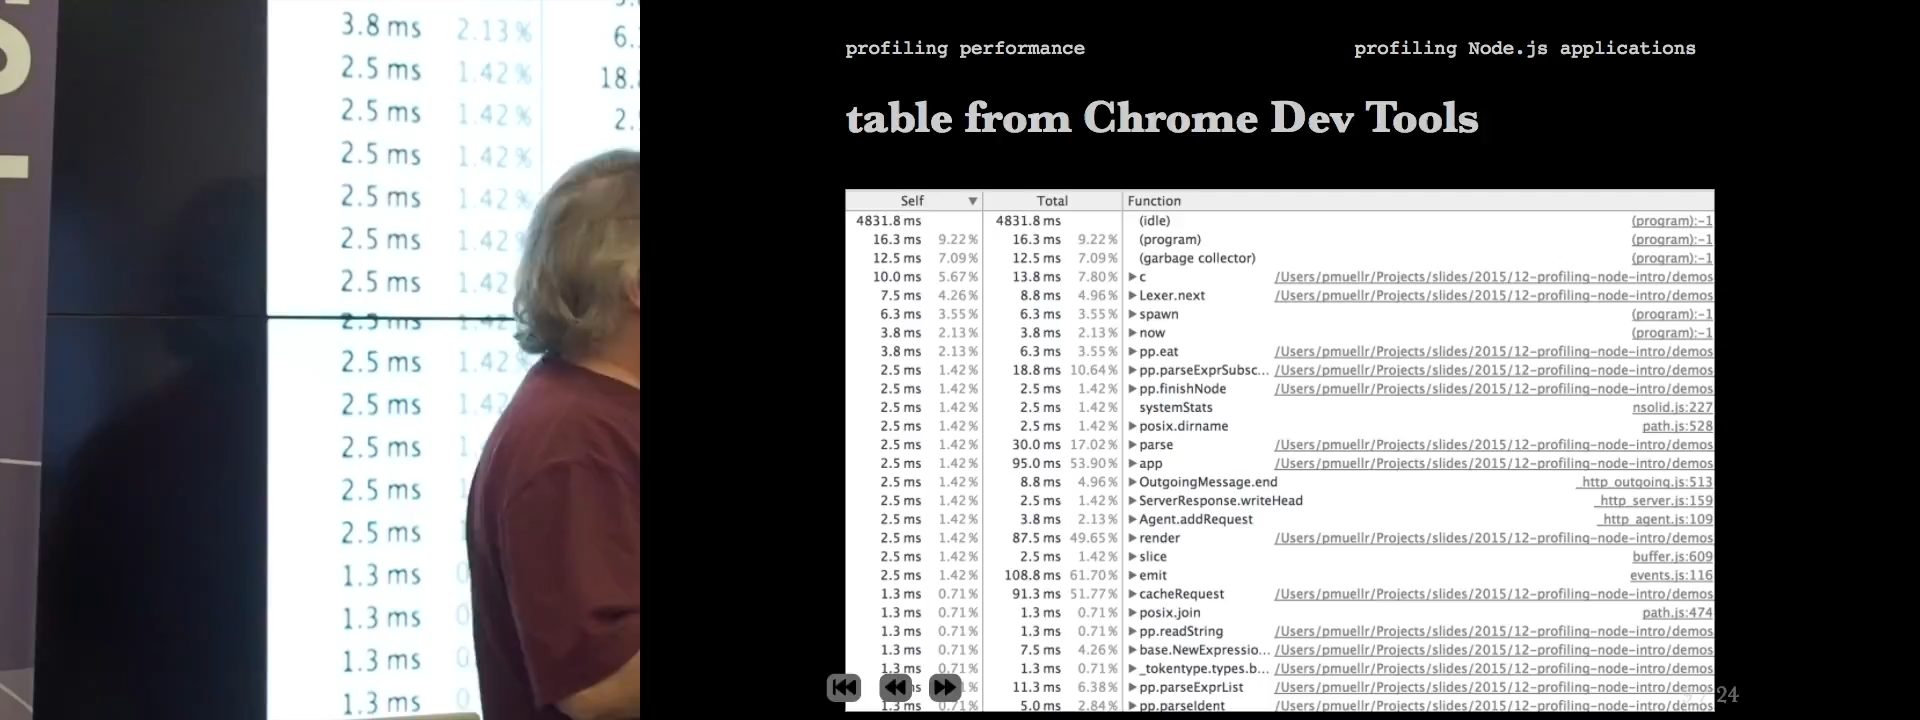 3.8 ms 2.13%
2.5 ms 1.42%
2.5 ms 1.42%
2.5 ms 1.42%
2.5 ms 1.42%
2.5 ms 1.42%
2.5 ms 1.42%
2.5 ms 1.42
2.5 ms 1.42
2.5 ms 1.42
2.5 ms
2.5 ms
2.5 ms
1.3 ms
1.3 ms
1.3 ms
1.3 ms
profiling performance profiling Node.js applications
table from Chrome Dev Tools
Self ▼ Total Function
4831.8 ms 4831.8 ms (idle) (program):-1
16.3 ms 9.22% 16.3 ms 9.22% (program) (program):-1
12.5 ms 7.09% 12.5 ms 7.09% (garbage collector) (program):-1
10.0 ms 5.67% 13.8 ms 7.80% ▶ c /Users/pmuellr/Projects/slides/2015/12-profiling-node-intro/demos
7.5 ms 4.26% 8.8 ms 4.96% ▶ Lexer.next /Users/pmuellr/Projects/slides/2015/12-profiling-node-intro/demos
6.3 ms 3.55% 6.3 ms 3.55% ▶ spawn (program):-1
3.8 ms 2.13% 3.8 ms 2.13% ▶ now (program):-1
3.8 ms 2.13% 6.3 ms 3.55% ▶ pp.eat /Users/pmuellr/Projects/slides/2015/12-profiling-node-intro/demos
2.5 ms 1.42% 18.8 ms 10.64% ▶ pp.parseExprSubsc... /Users/pmuellr/Projects/slides/2015/12-profiling-node-intro/demos
2.5 ms 1.42% 2.5 ms 1.42% ▶ pp.finishNode /Users/pmuellr/Projects/slides/2015/12-profiling-node-intro/demos
2.5 ms 1.42% 2.5 ms 1.42% systemStats nsolid.js:227
2.5 ms 1.42% 2.5 ms 1.42% ▶ posix.dirname path.js:528
2.5 ms 1.42% 30.0 ms 17.02% ▶ parse /Users/pmuellr/Projects/slides/2015/12-profiling-node-intro/demos
2.5 ms 1.42% 95.0 ms 53.90% ▶ app /Users/pmuellr/Projects/slides/2015/12-profiling-node-intro/demos
2.5 ms 1.42% 8.8 ms 4.96% ▶ OutgoingMessage.end _http_outgoing.js:513
2.5 ms 1.42% 2.5 ms 1.42% ▶ ServerResponse.writeHead _http_server.js:159
2.5 ms 1.42% 3.8 ms 2.13% ▶ Agent.addRequest _http_agent.js:109
2.5 ms 1.42% 87.5 ms 49.65% ▶ render /Users/pmuellr/Projects/slides/2015/12-profiling-node-intro/demos
2.5 ms 1.42% 2.5 ms 1.42% ▶ slice buffer.js:609
2.5 ms 1.42% 108.8 ms 61.70% ▶ emit events.js:116
1.3 ms 0.71% 91.3 ms 51.77% ▶ cacheRequest /Users/pmuellr/Projects/slides/2015/12-profiling-node-intro/demos
1.3 ms 0.71% 1.3 ms 0.71% ▶ posix.join path.js:474
1.3 ms 0.71% 1.3 ms 0.71% ▶ pp.readString /Users/pmuellr/Projects/slides/2015/12-profiling-node-intro/demos
1.3 ms 0.71% 7.5 ms 4.26% ▶ base.NewExpressio... /Users/pmuellr/Projects/slides/2015/12-profiling-node-intro/demos
1.3 ms 0.71% 1.3 ms 0.71% ▶ _tokentype.types.b... /Users/pmuellr/Projects/slides/2015/12-profiling-node-intro/demos
11.3 ms 6.38% ▶ pp.parseExprList /Users/pmuellr/Projects/slides/2015/12-profiling-node-intro/demos
1.3 ms 0.71% 5.0 ms 2.84% ▶ pp.parseIdent /Users/pmuellr/Projects/slides/2015/12-profiling-node-intro/demos
24